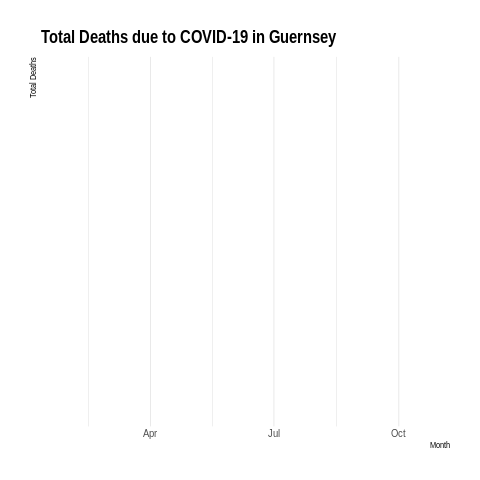 Total Deaths due to COVID-19 in Guernsey
Total Deaths
Apr Jul Oct
Month